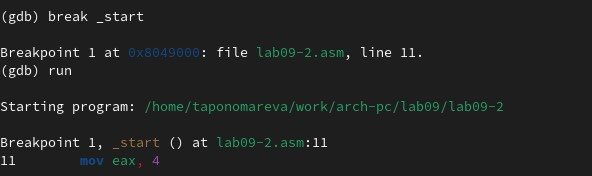 (gdb) break _start
Breakpoint 1 at 0x8049000: file lab09-2.asm, line 11.
(gdb) run
Starting program: /home/taponomareva/work/arch-pc/lab09/lab09-2
Breakpoint 1, _start () at lab09-2.asm:11
11 mov eax, 4